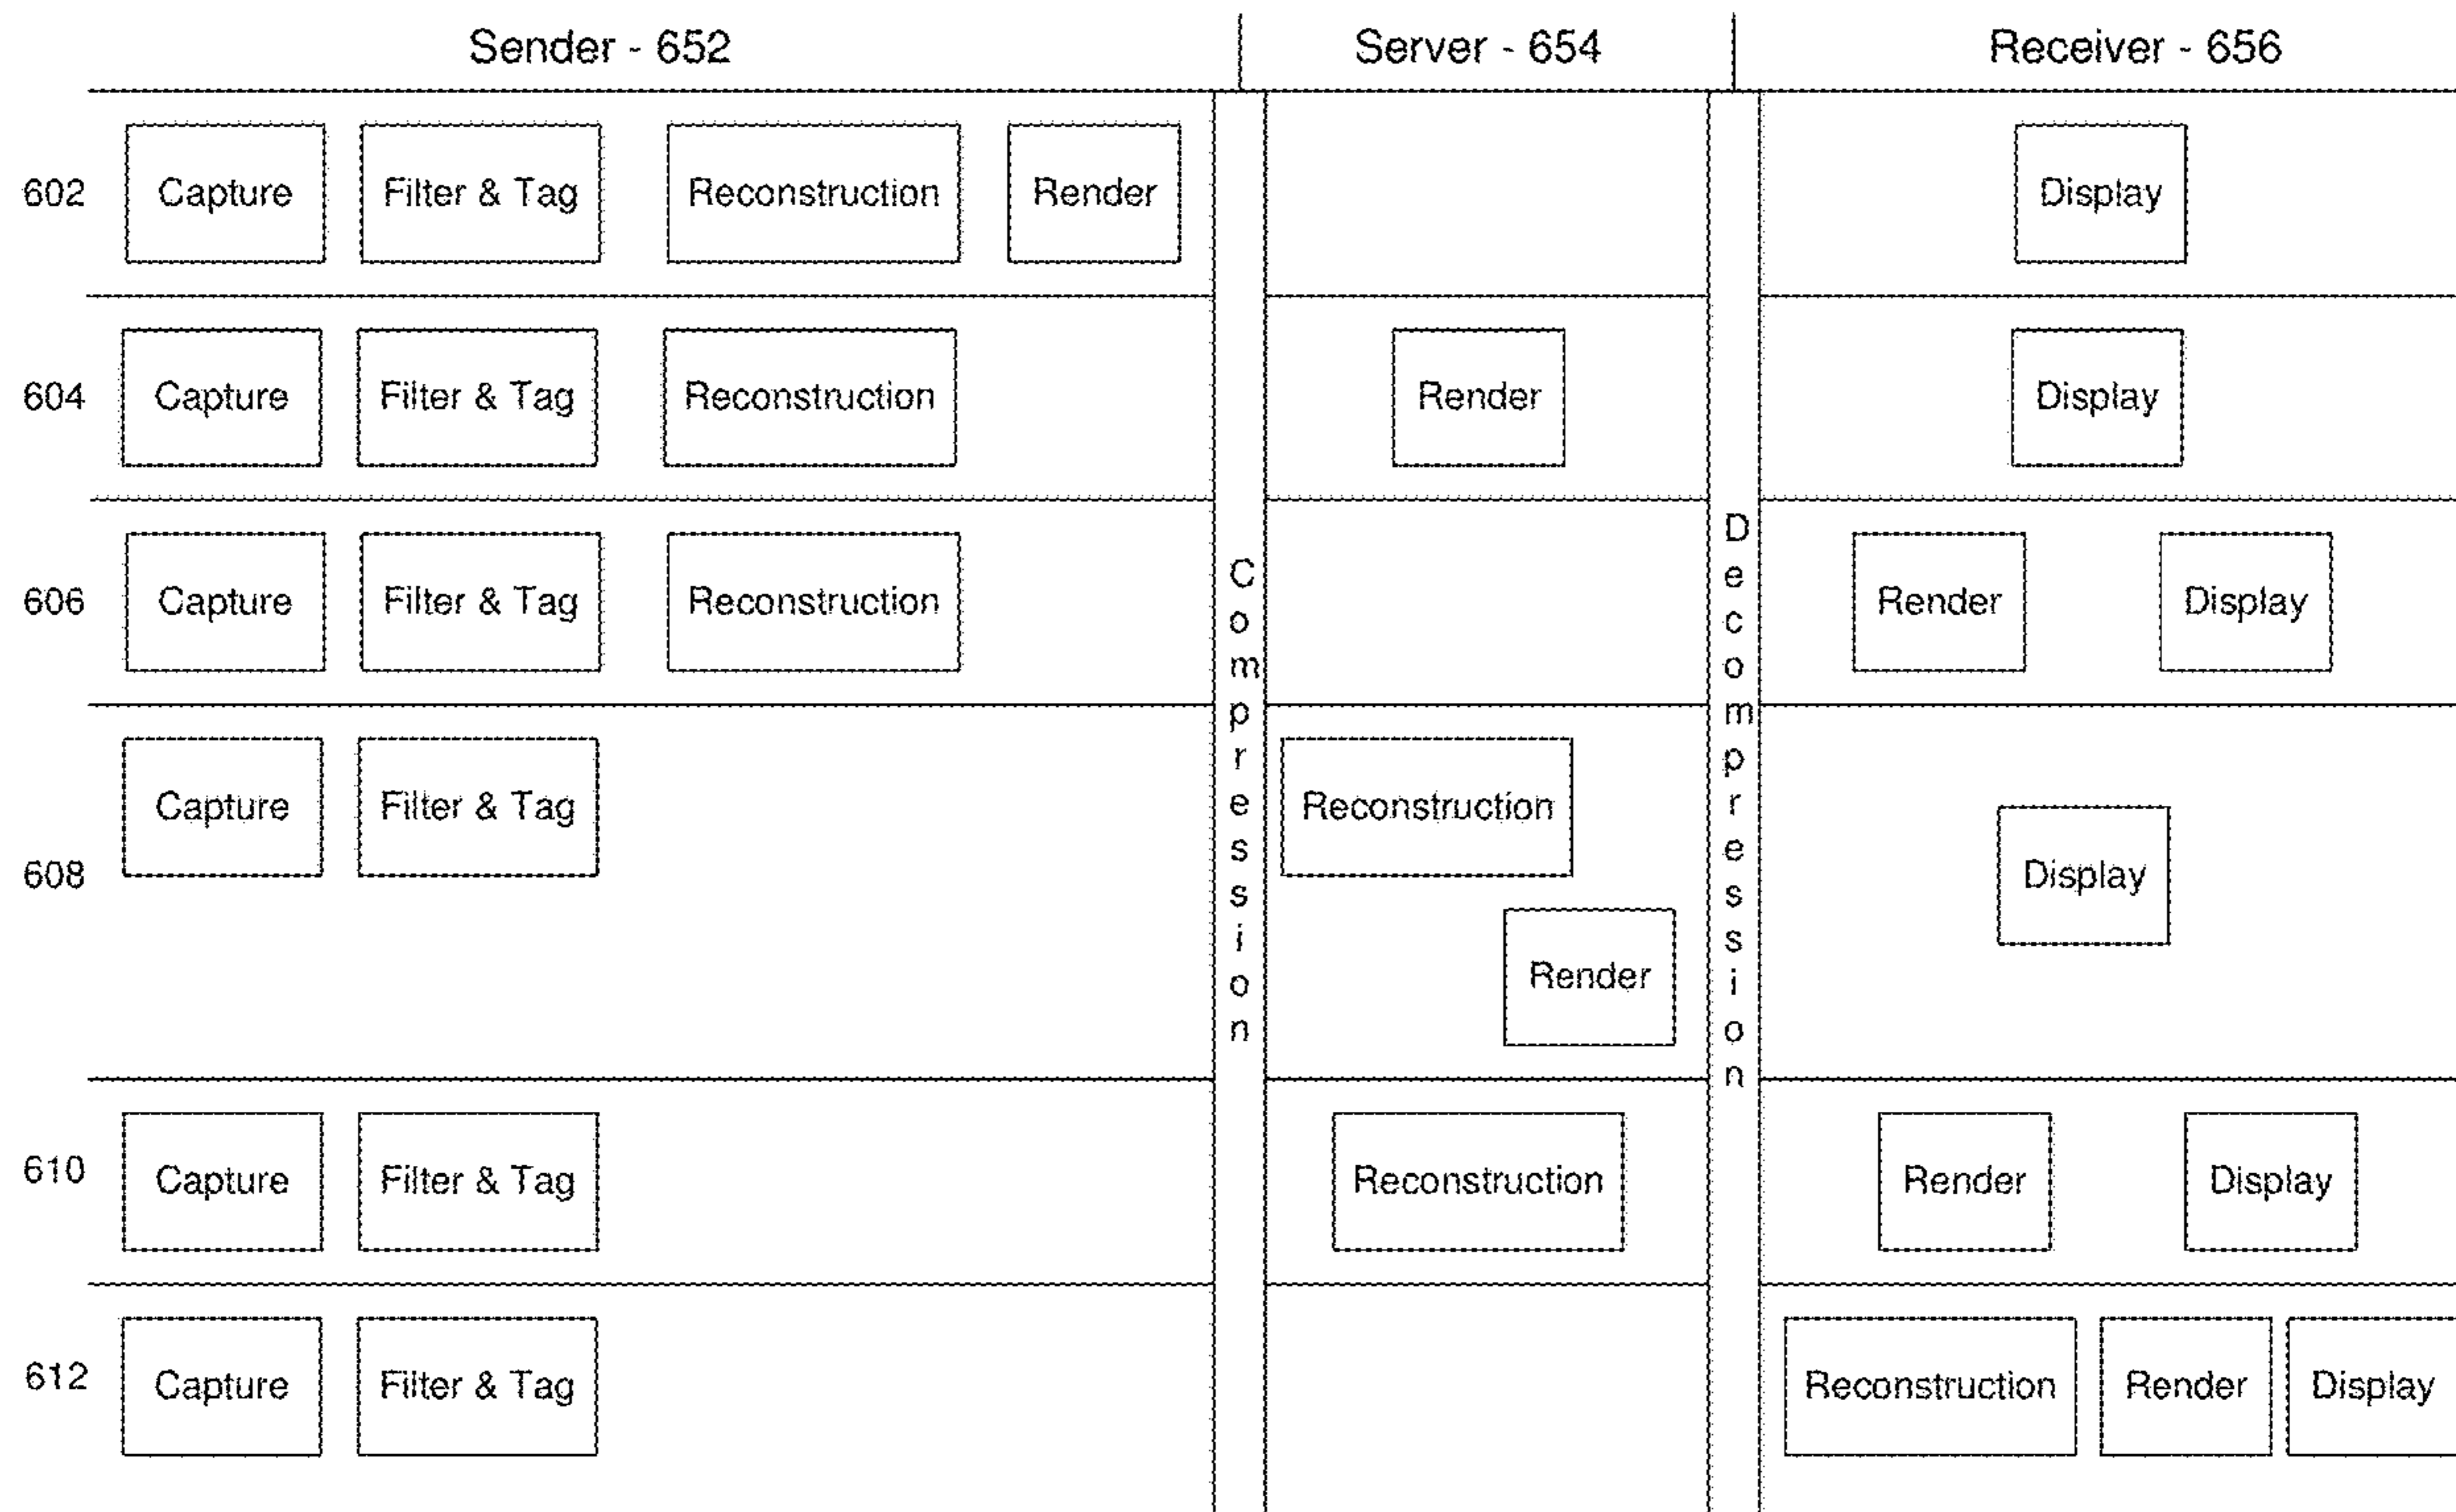 Sender - 652 Server - 654 Receiver - 656
602 Capture Filter & Tag Reconstruction Render Display
604 Capture Filter & Tag Reconstruction Render Display
606 Capture Filter & Tag Reconstruction Render Display
Compression
Decompression
608 Capture Filter & Tag Reconstruction Render Display
610 Capture Filter & Tag Reconstruction Render Display
612 Capture Filter & Tag Reconstruction Render Display